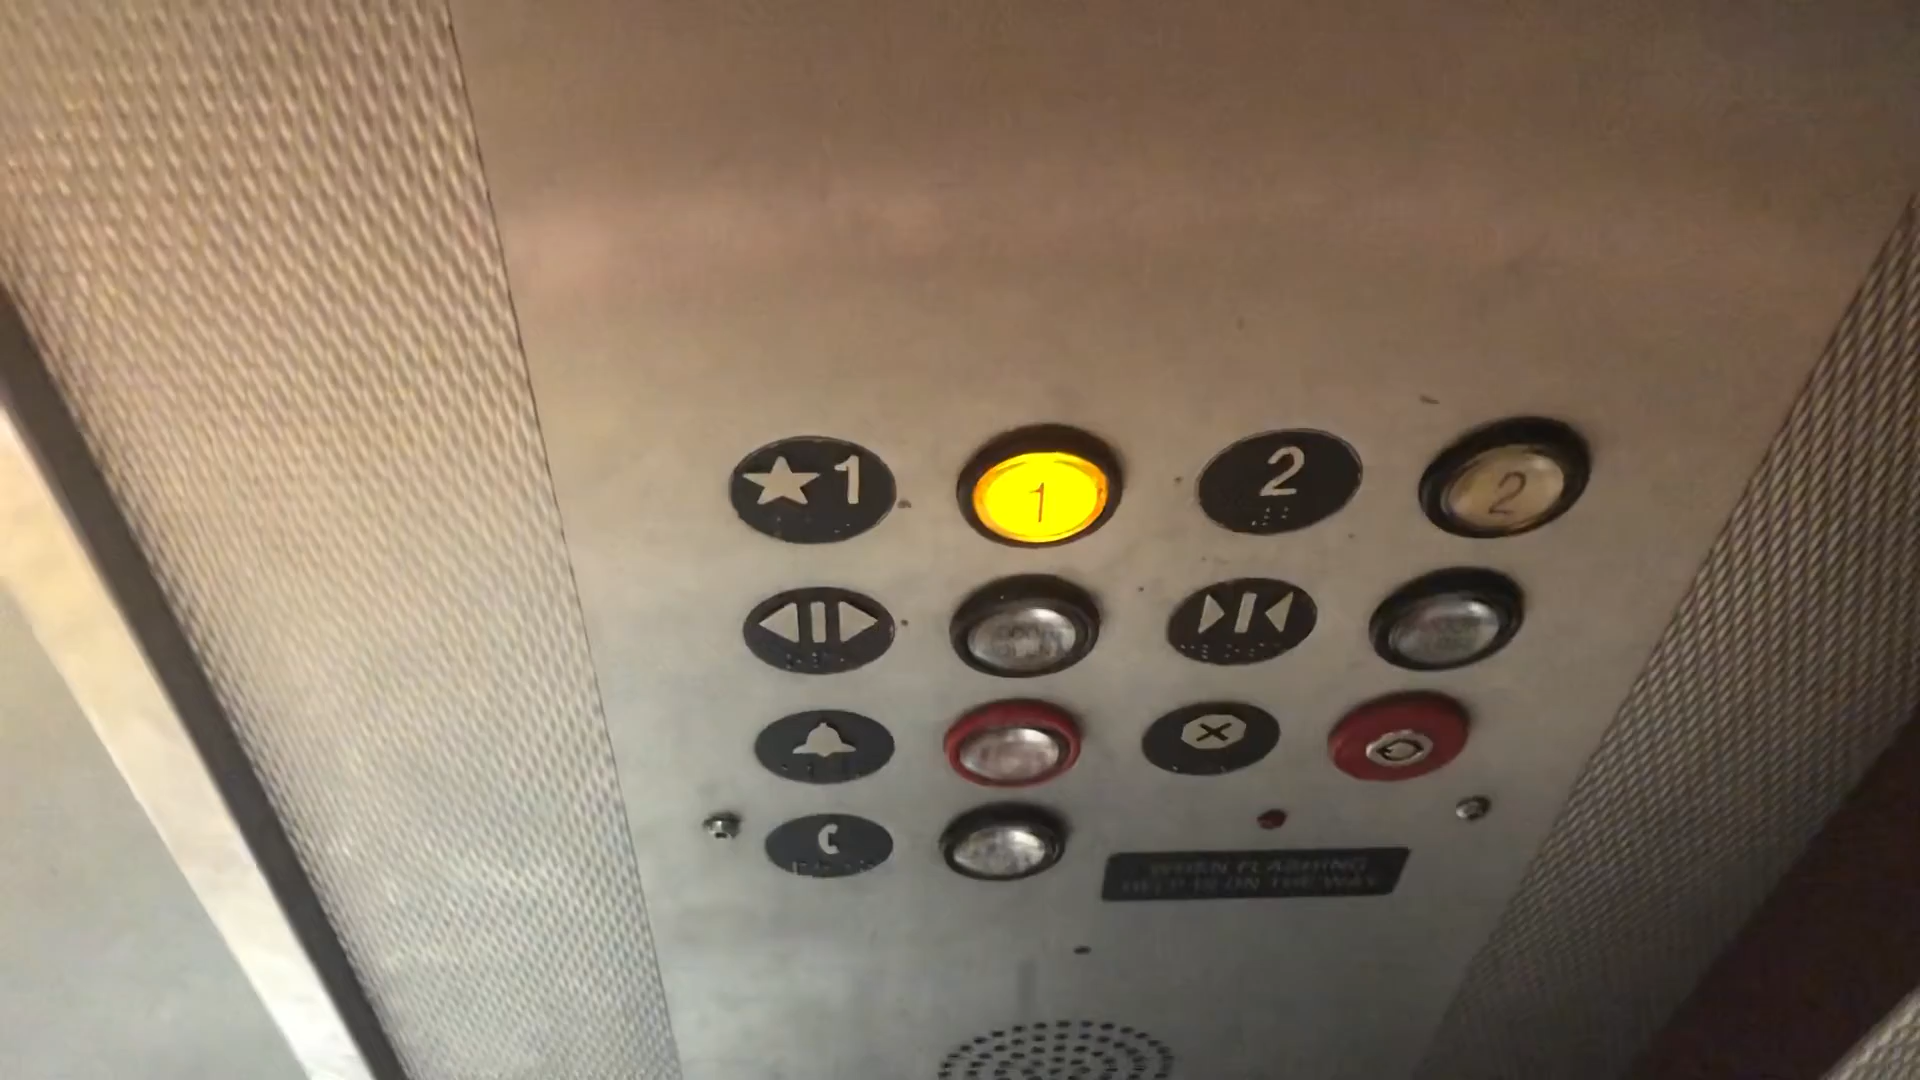 ★1
1
2
2
WHEN FLASHING
HELP IS ON THE WAY